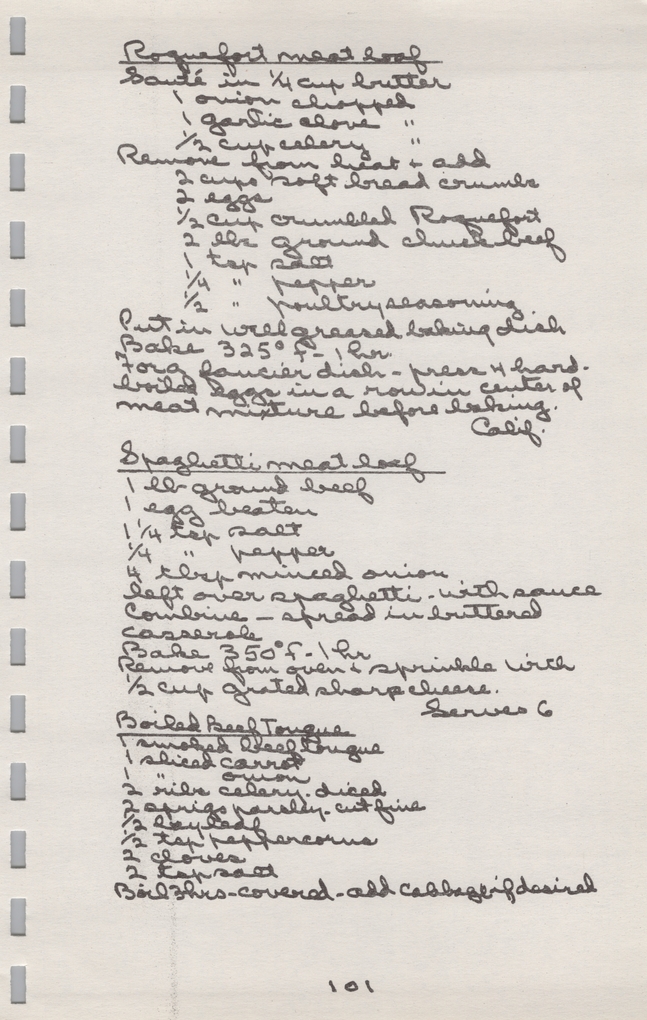 Roquefort meat loaf
Sauté in 1/4 cup butter
1 onion chopped
1 garlic clove "
1/2 cup celery "
Remove from heat + add
2 cups soft bread crumbs
2 eggs
1/2 cup crumbled Roquefort
2 lbs ground chuck beef
1 tsp salt
1/4 " pepper
1/2 " poultry seasoning
Put in well greased baking dish
Bake 325° f - 1 hr.
For a fancier dish - press 4 hard-
boiled eggs in a row in center of
meat mixture before baking.
Calif.
Spaghetti meat loaf
1 lb ground beef
1 egg beaten
1 1/4 tsp salt
1/4 " pepper
4 tbsp minced onion
left over spaghetti - with sauce
Combine - spread in buttered
casserole
Bake 350° f - 1 hr
Remove from oven + sprinkle with
1/2 cup grated sharp cheese.
Serves 6
Boiled Beef Tongue
1 smoked beef tongue
1 sliced carrot
1 " onion
2 ribs celery - diced
2 sprigs parsley - cut fine
1/2 bay leaf
1/2 tsp peppercorns
2 cloves
2 tsp salt
Boil 3 hrs - covered - add cabbage if desired
101